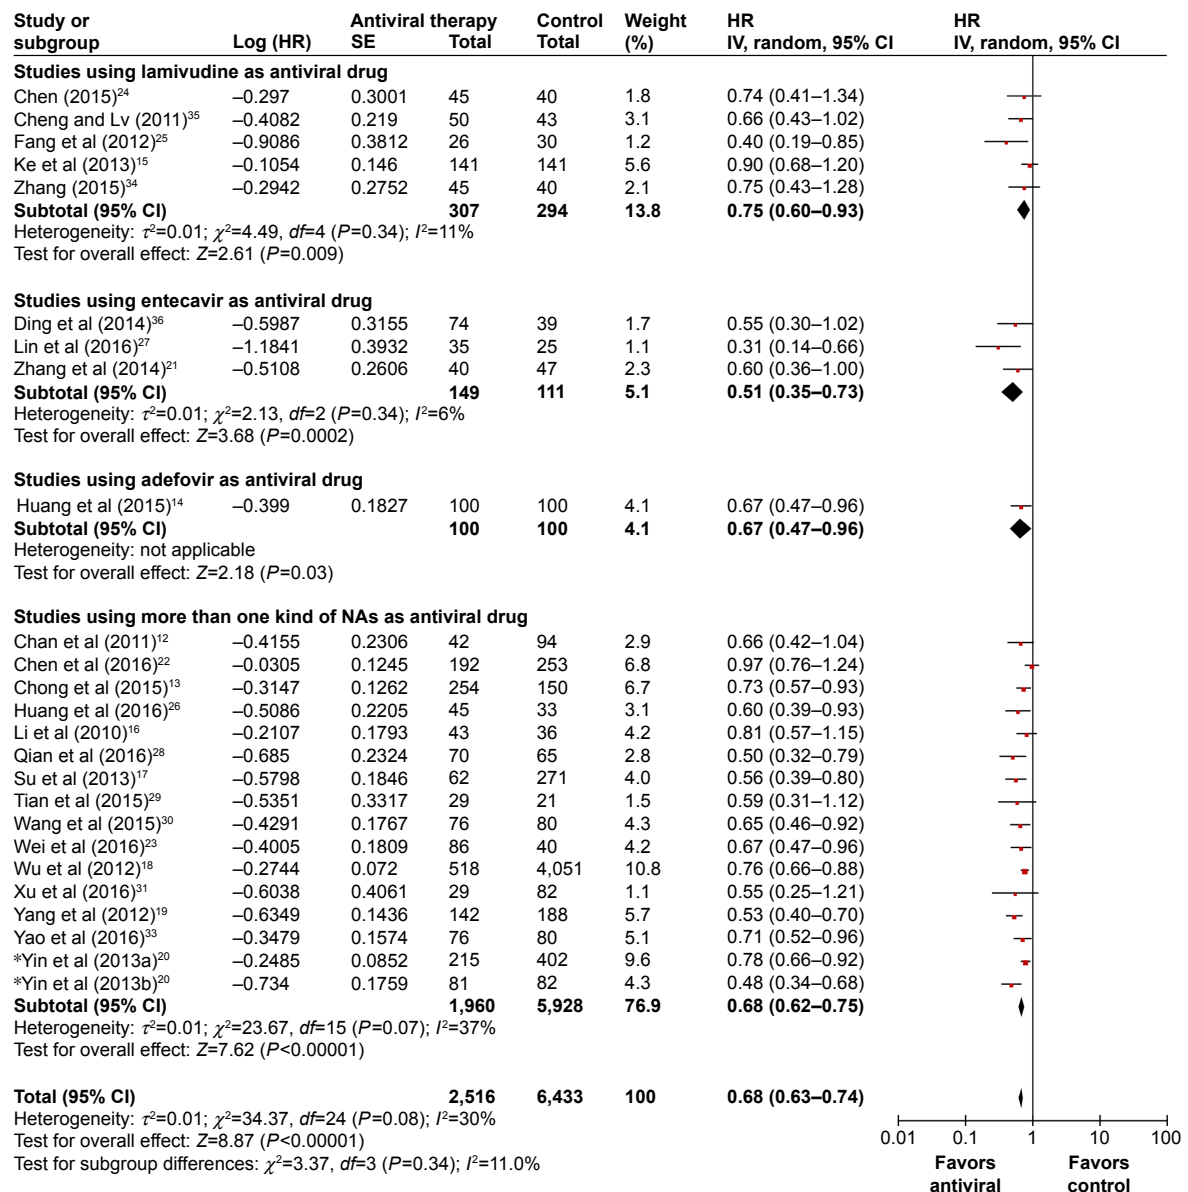 Study or Antiviral therapy Control Weight HR HR
subgroup Log (HR) SE Total Total (%) IV, random, 95% CI IV, random, 95% CI
Studies using lamivudine as antiviral drug
Chen (2015)²⁴ –0.297 0.3001 45 40 1.8 0.74 (0.41–1.34)
Cheng and Lv (2011)³⁵ –0.4082 0.219 50 43 3.1 0.66 (0.43–1.02)
Fang et al (2012)²⁵ –0.9086 0.3812 26 30 1.2 0.40 (0.19–0.85)
Ke et al (2013)¹⁵ –0.1054 0.146 141 141 5.6 0.90 (0.68–1.20)
Zhang (2015)³⁴ –0.2942 0.2752 45 40 2.1 0.75 (0.43–1.28)
Subtotal (95% CI) 307 294 13.8 0.75 (0.60–0.93)
Heterogeneity: τ²=0.01; χ²=4.49, df=4 (P=0.34); I²=11%
Test for overall effect: Z=2.61 (P=0.009)
Studies using entecavir as antiviral drug
Ding et al (2014)³⁶ –0.5987 0.3155 74 39 1.7 0.55 (0.30–1.02)
Lin et al (2016)²⁷ –1.1841 0.3932 35 25 1.1 0.31 (0.14–0.66)
Zhang et al (2014)²¹ –0.5108 0.2606 40 47 2.3 0.60 (0.36–1.00)
Subtotal (95% CI) 149 111 5.1 0.51 (0.35–0.73)
Heterogeneity: τ²=0.01; χ²=2.13, df=2 (P=0.34); I²=6%
Test for overall effect: Z=3.68 (P=0.0002)
Studies using adefovir as antiviral drug
Huang et al (2015)¹⁴ –0.399 0.1827 100 100 4.1 0.67 (0.47–0.96)
Subtotal (95% CI) 100 100 4.1 0.67 (0.47–0.96)
Heterogeneity: not applicable
Test for overall effect: Z=2.18 (P=0.03)
Studies using more than one kind of NAs as antiviral drug
Chan et al (2011)¹² –0.4155 0.2306 42 94 2.9 0.66 (0.42–1.04)
Chen et al (2016)²² –0.0305 0.1245 192 253 6.8 0.97 (0.76–1.24)
Chong et al (2015)¹³ –0.3147 0.1262 254 150 6.7 0.73 (0.57–0.93)
Huang et al (2016)²⁶ –0.5086 0.2205 45 33 3.1 0.60 (0.39–0.93)
Li et al (2010)¹⁶ –0.2107 0.1793 43 36 4.2 0.81 (0.57–1.15)
Qian et al (2016)²⁸ –0.685 0.2324 70 65 2.8 0.50 (0.32–0.79)
Su et al (2013)¹⁷ –0.5798 0.1846 62 271 4.0 0.56 (0.39–0.80)
Tian et al (2015)²⁹ –0.5351 0.3317 29 21 1.5 0.59 (0.31–1.12)
Wang et al (2015)³⁰ –0.4291 0.1767 76 80 4.3 0.65 (0.46–0.92)
Wei et al (2016)²³ –0.4005 0.1809 86 40 4.2 0.67 (0.47–0.96)
Wu et al (2012)¹⁸ –0.2744 0.072 518 4,051 10.8 0.76 (0.66–0.88)
Xu et al (2016)³¹ –0.6038 0.4061 29 82 1.1 0.55 (0.25–1.21)
Yang et al (2012)¹⁹ –0.6349 0.1436 142 188 5.7 0.53 (0.40–0.70)
Yao et al (2016)³³ –0.3479 0.1574 76 80 5.1 0.71 (0.52–0.96)
*Yin et al (2013a)²⁰ –0.2485 0.0852 215 402 9.6 0.78 (0.66–0.92)
*Yin et al (2013b)²⁰ –0.734 0.1759 81 82 4.3 0.48 (0.34–0.68)
Subtotal (95% CI) 1,960 5,928 76.9 0.68 (0.62–0.75)
Heterogeneity: τ²=0.01; χ²=23.67, df=15 (P=0.07); I²=37%
Test for overall effect: Z=7.62 (P<0.00001)
Total (95% CI) 2,516 6,433 100 0.68 (0.63–0.74)
Heterogeneity: τ²=0.01; χ²=34.37, df=24 (P=0.08); I²=30%
Test for overall effect: Z=8.87 (P<0.00001)
Test for subgroup differences: χ²=3.37, df=3 (P=0.34); I²=11.0%
0.01 0.1 1 10 100
Favors Favors
antiviral control